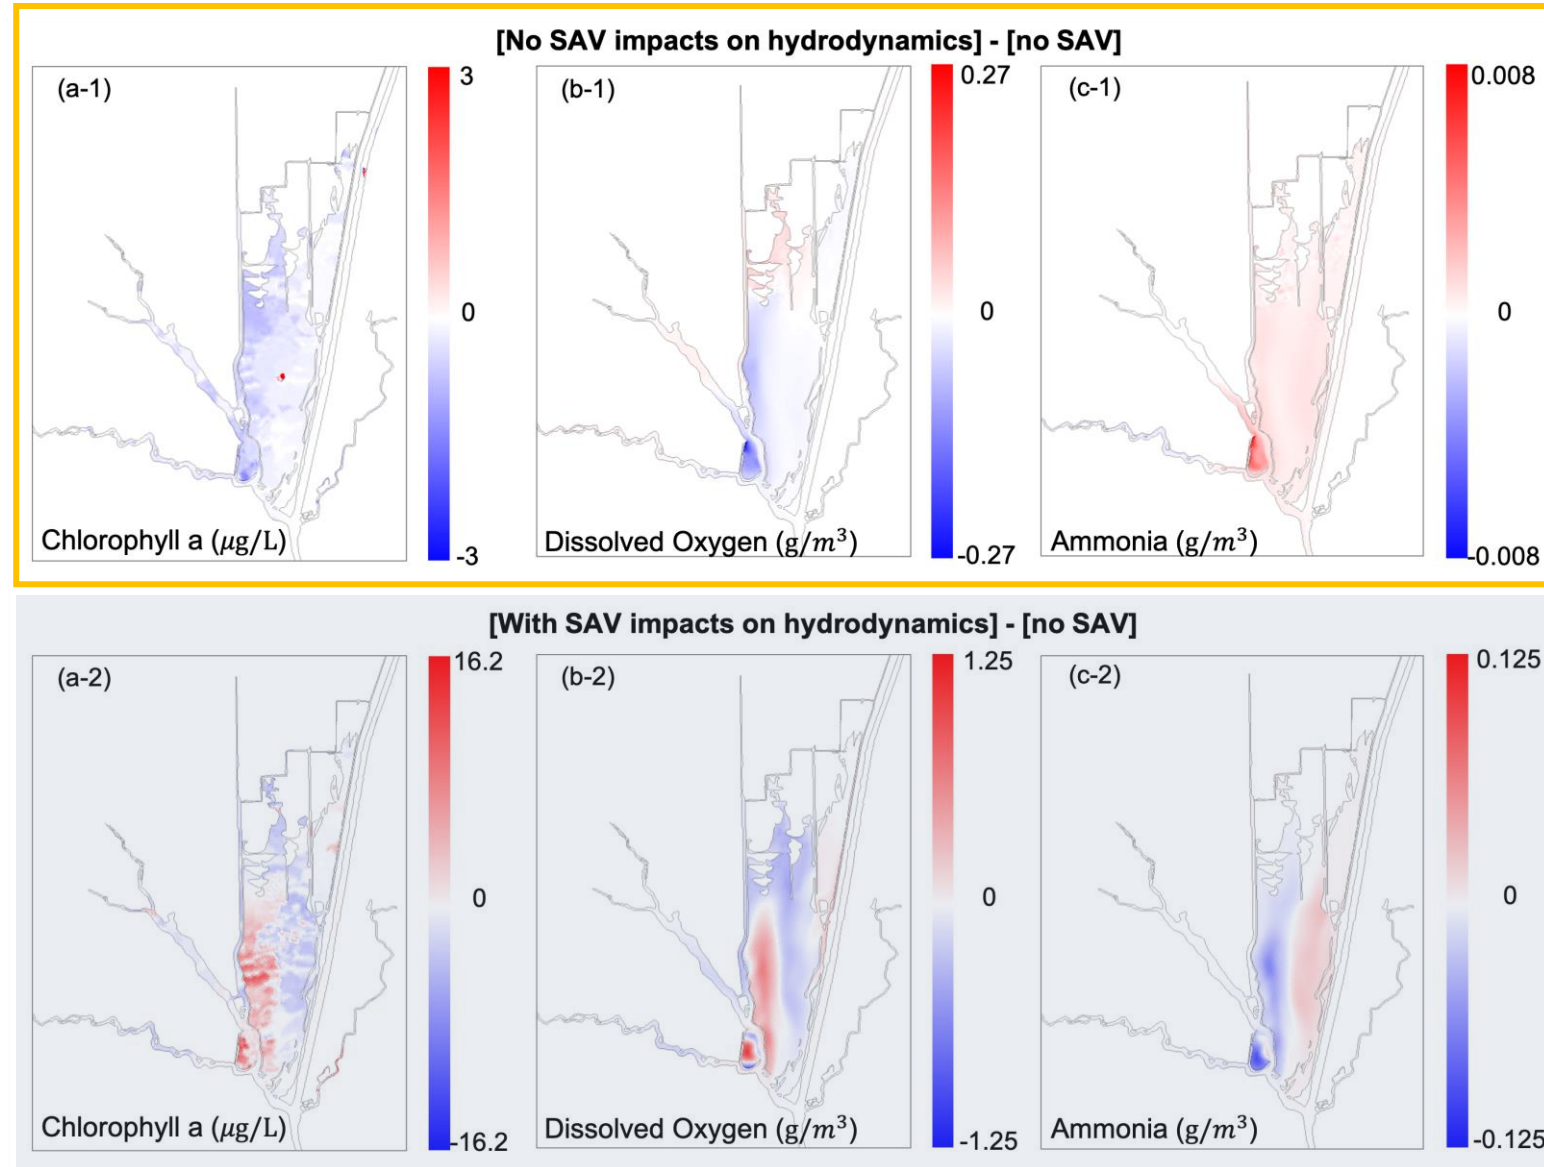 [No SAV impacts on hydrodynamics] - [no SAV]
(a-1)
3
0
-3
Chlorophyll a (μg/L)
(b-1)
0.27
0
-0.27
Dissolved Oxygen (g/m³)
(c-1)
0.008
0
-0.008
Ammonia (g/m³)
[With SAV impacts on hydrodynamics] - [no SAV]
(a-2)
16.2
0
-16.2
Chlorophyll a (μg/L)
(b-2)
1.25
0
-1.25
Dissolved Oxygen (g/m³)
(c-2)
0.125
0
-0.125
Ammonia (g/m³)